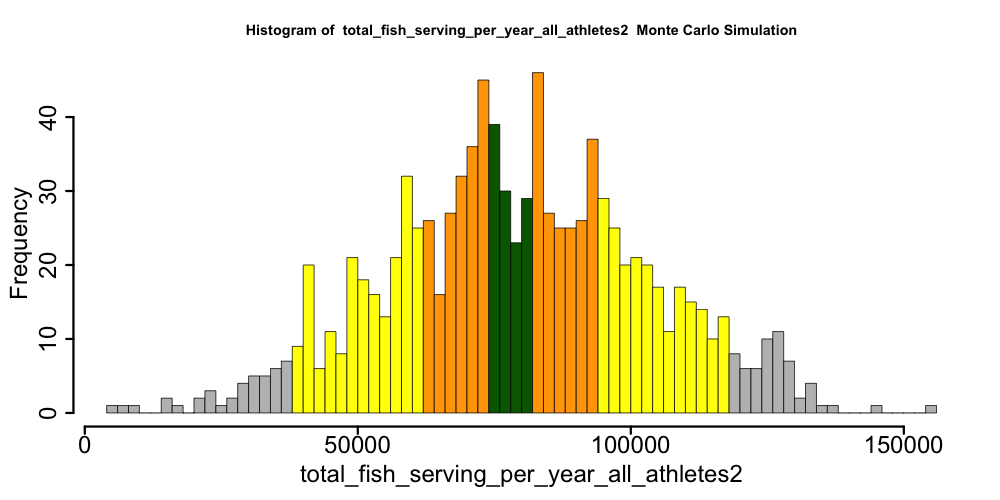 Histogram of  total_fish_serving_per_year_all_athletes2  Monte Carlo Simulation
Frequency
40
30
20
10
0
0 50000 100000 150000
total_fish_serving_per_year_all_athletes2